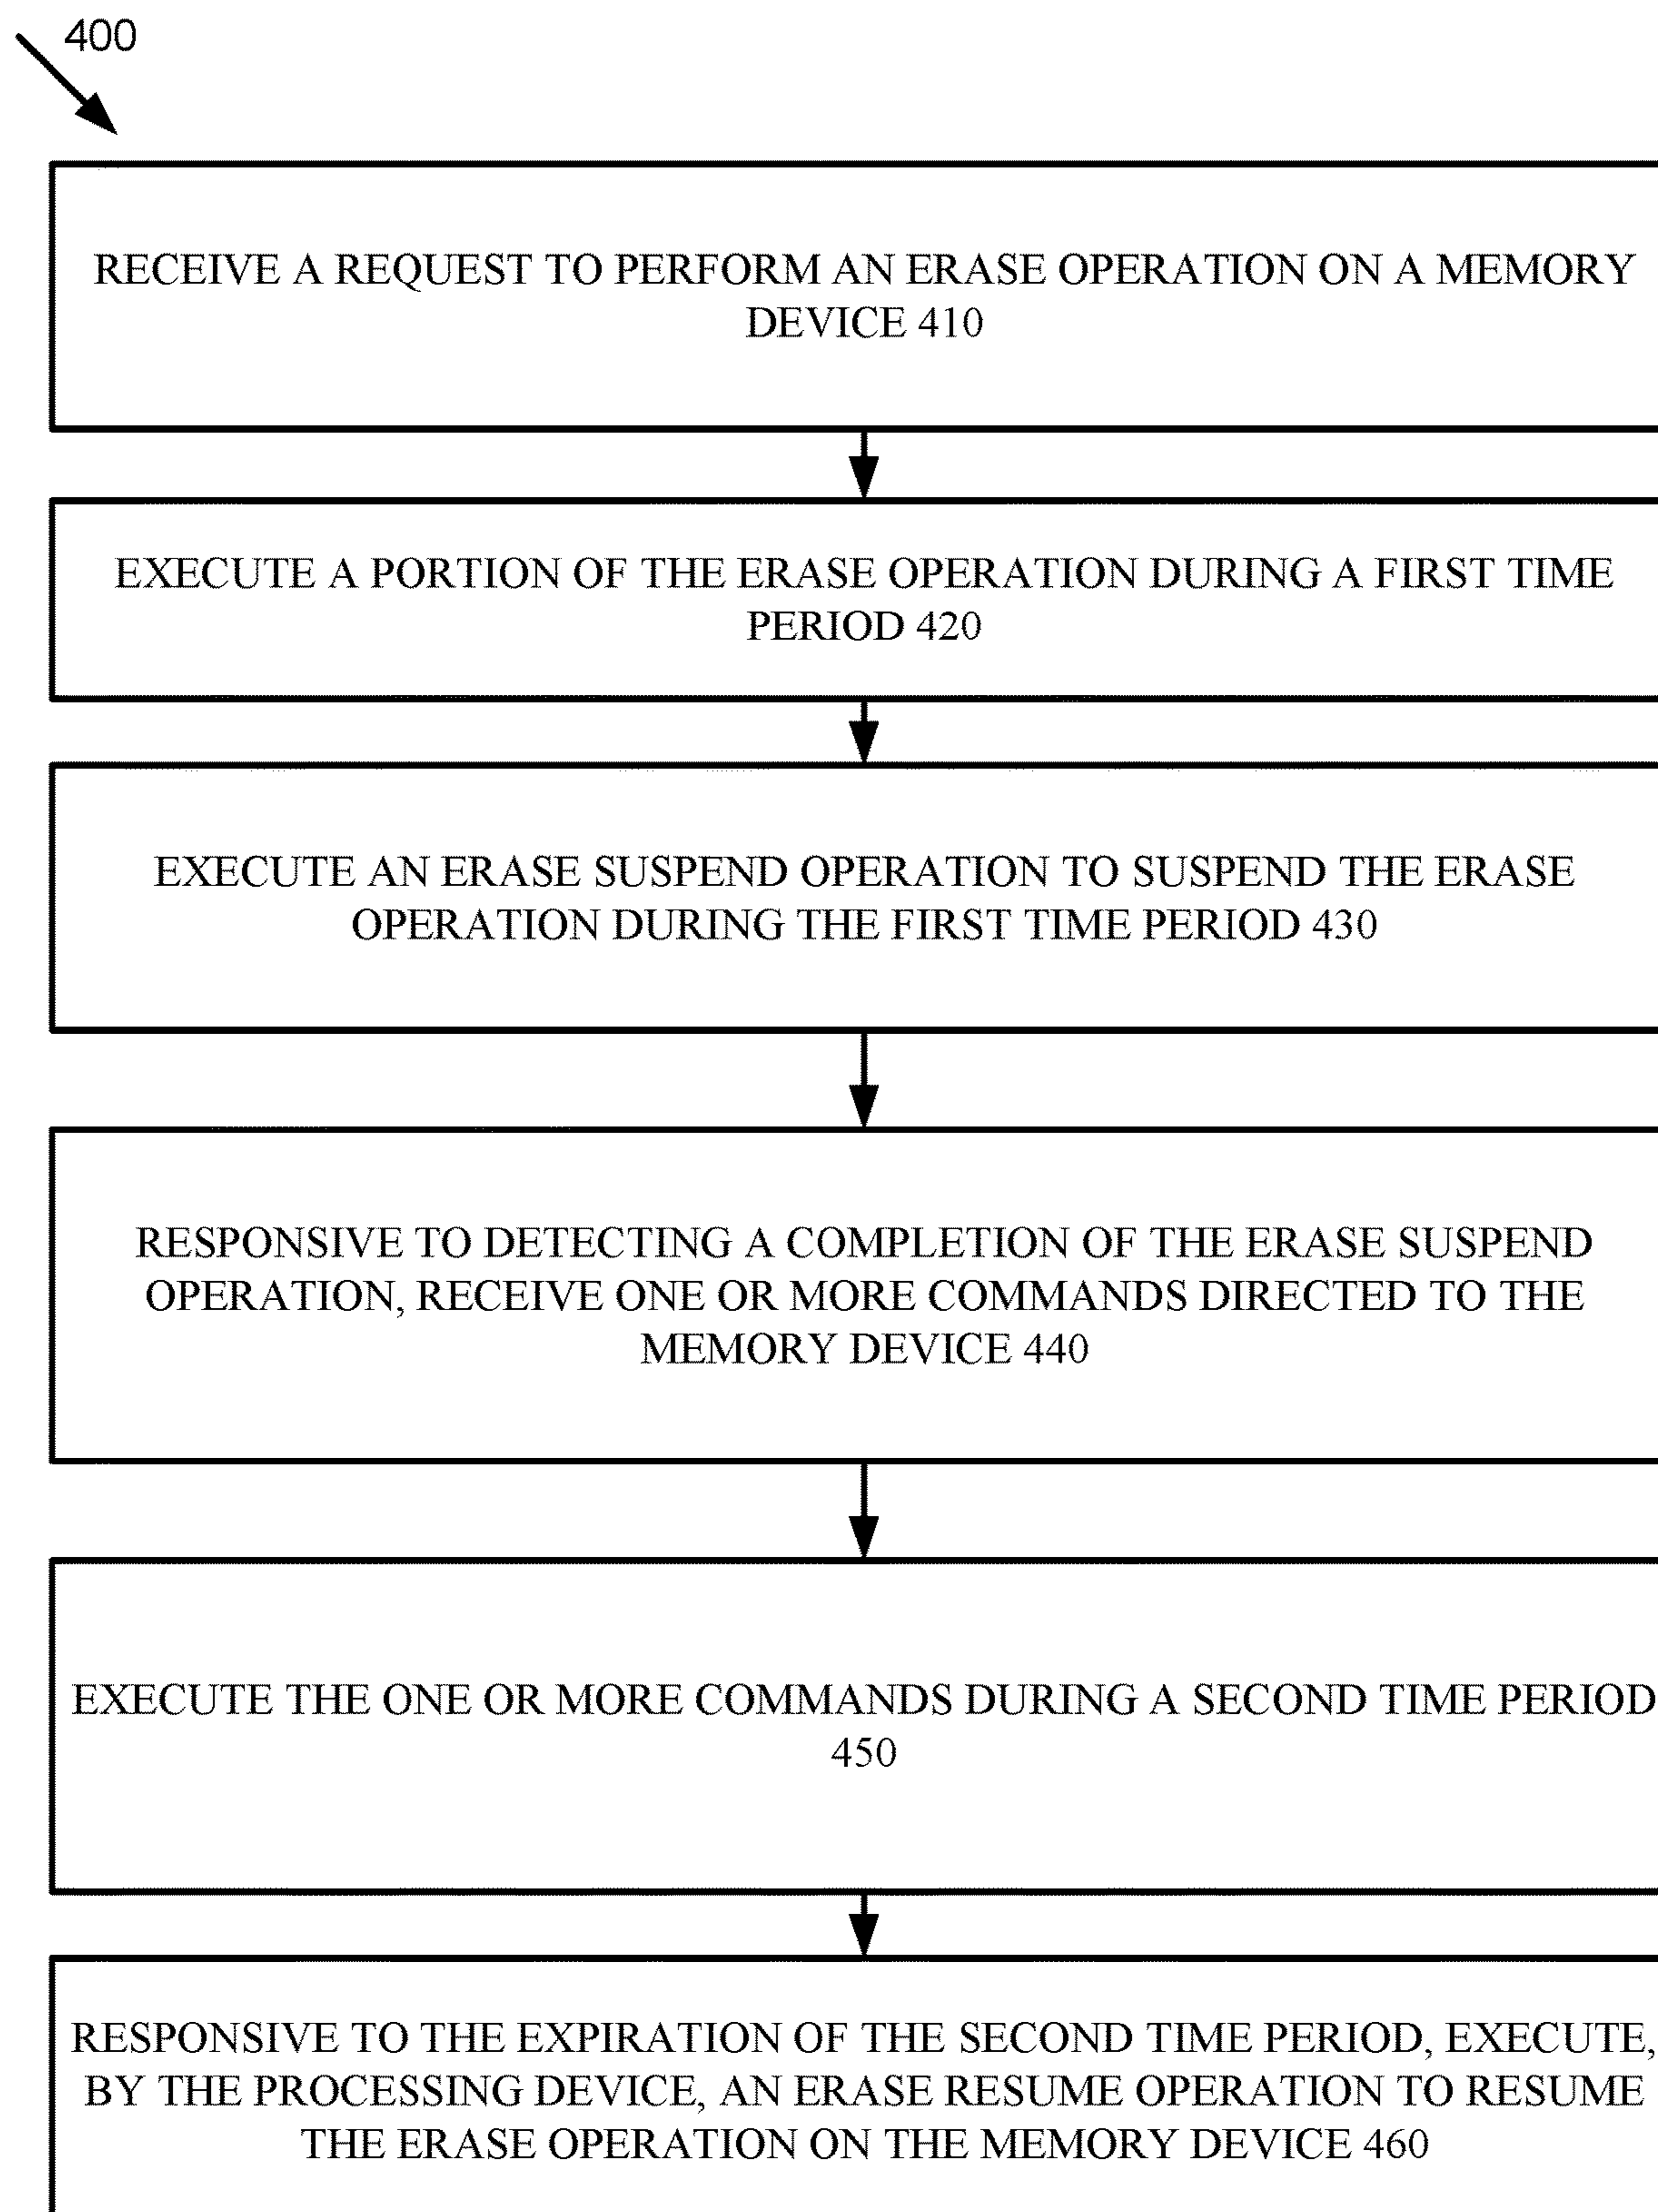 400
RECEIVE A REQUEST TO PERFORM AN ERASE OPERATION ON A MEMORY
DEVICE 410
EXECUTE A PORTION OF THE ERASE OPERATION DURING A FIRST TIME
PERIOD 420
EXECUTE AN ERASE SUSPEND OPERATION TO SUSPEND THE ERASE
OPERATION DURING THE FIRST TIME PERIOD 430
RESPONSIVE TO DETECTING A COMPLETION OF THE ERASE SUSPEND
OPERATION, RECEIVE ONE OR MORE COMMANDS DIRECTED TO THE
MEMORY DEVICE 440
EXECUTE THE ONE OR MORE COMMANDS DURING A SECOND TIME PERIOD
450
RESPONSIVE TO THE EXPIRATION OF THE SECOND TIME PERIOD, EXECUTE,
BY THE PROCESSING DEVICE, AN ERASE RESUME OPERATION TO RESUME
THE ERASE OPERATION ON THE MEMORY DEVICE 460